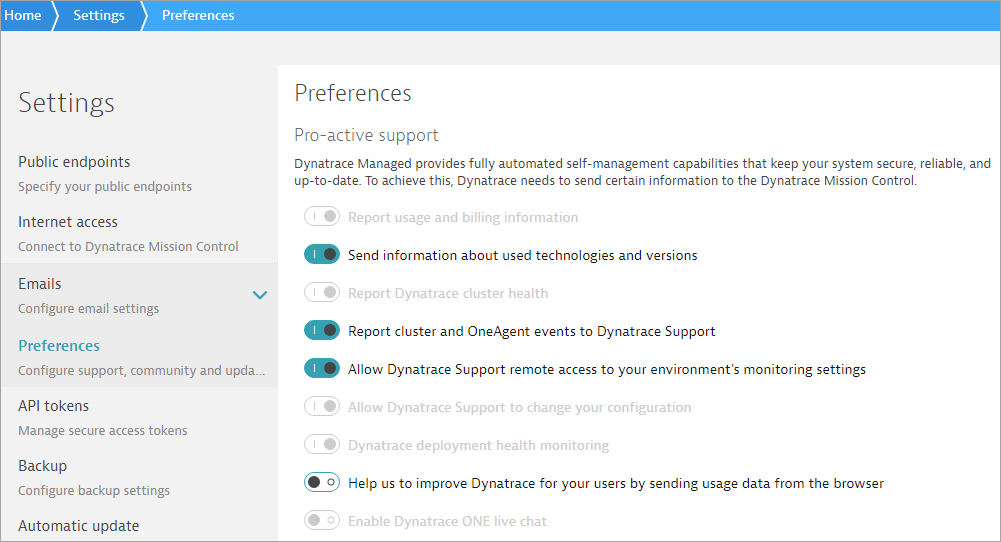 Home Settings Preferences
Settings
Public endpoints
Specify your public endpoints
Internet access
Connect to Dynatrace Mission Control
Emails
Configure email settings
Preferences
Configure support, community and upda...
API tokens
Manage secure access tokens
Backup
Configure backup settings
Automatic update
Preferences
Pro-active support
Dynatrace Managed provides fully automated self-management capabilities that keep your system secure, reliable, and
up-to-date. To achieve this, Dynatrace needs to send certain information to the Dynatrace Mission Control.
Report usage and billing information
Send information about used technologies and versions
Report Dynatrace cluster health
Report cluster and OneAgent events to Dynatrace Support
Allow Dynatrace Support remote access to your environment's monitoring settings
Allow Dynatrace Support to change your configuration
Dynatrace deployment health monitoring
Help us to improve Dynatrace for your users by sending usage data from the browser
Enable Dynatrace ONE live chat